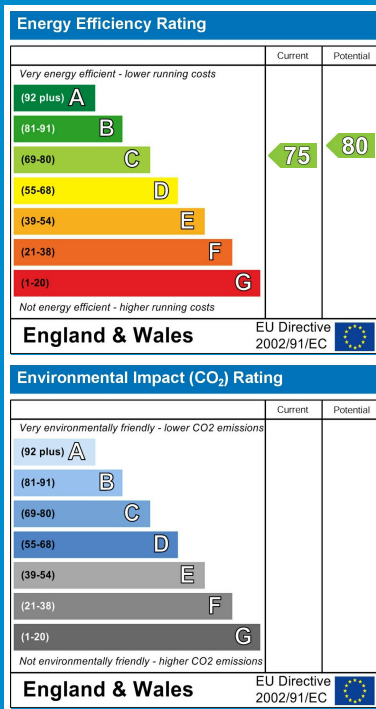 Energy Efficiency Rating
Current Potential
Very energy efficient - lower running costs
(92 plus) A
(81-91) B
(69-80) C
75 80
(55-68) D
(39-54) E
(21-38) F
(1-20) G
Not energy efficient - higher running costs
England & Wales
EU Directive
2002/91/EC
Environmental Impact (CO₂) Rating
Current Potential
Very environmentally friendly - lower CO2 emissions
(92 plus) A
(81-91) B
(69-80) C
(55-68) D
(39-54) E
(21-38) F
(1-20) G
Not environmentally friendly - higher CO2 emissions
England & Wales
EU Directive
2002/91/EC